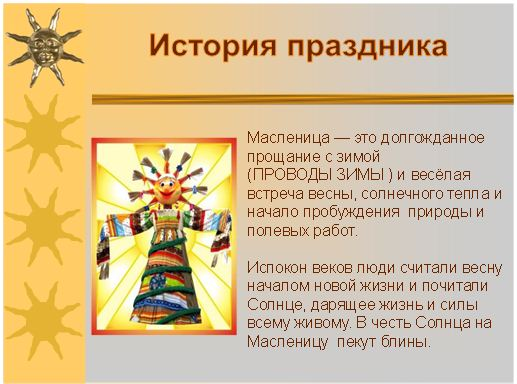 История праздника
Масленица — это долгожданное
прощание с зимой
(ПРОВОДЫ ЗИМЫ ) и весёлая
встреча весны, солнечного тепла и
начало пробуждения природы и
полевых работ.
Испокон веков люди считали весну
началом новой жизни и почитали
Солнце, дарящее жизнь и силы
всему живому. В честь Солнца на
Масленицу пекут блины.